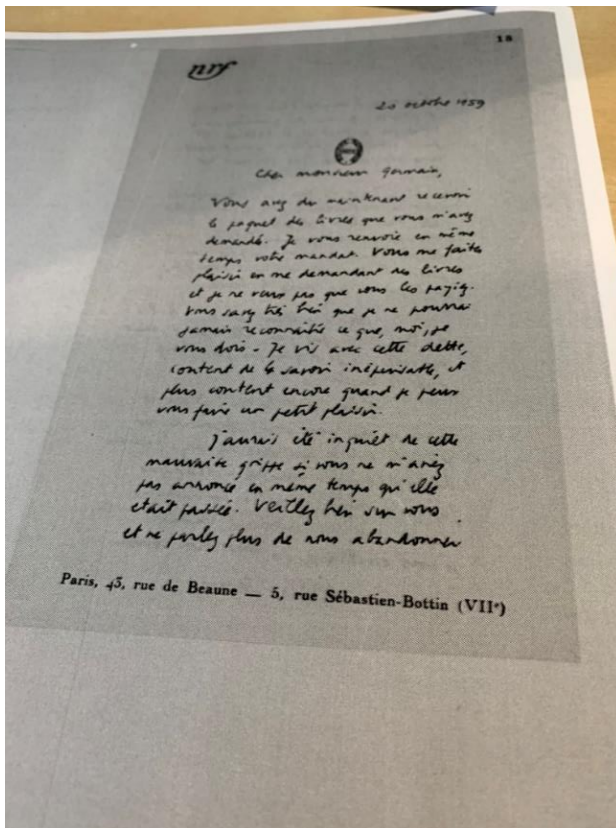 18
nrf
20 octobre 1959
Cher monsieur Germain,
Vous avez du maintenant recevoir
le paquet des livres que vous m'avez
demandé. Je vous renvoie en même
temps votre mandat. Vous me faites
plaisir en me demandant des livres
et je ne veux pas que vous les payiez.
Vous savez très bien que je ne pourrai
jamais reconnaître ce que, moi, je
vous dois. Je vis avec cette dette,
content de la savoir inépuisable, et
plus content encore quand je peux
vous faire un petit plaisir.
J'aurais été inquiet de cette
mauvaise grippe si vous ne m'aviez
pas annoncé en même temps qu'elle
était passée. Veillez bien sur vous
et ne parlez plus de nous abandonner
Paris, 43, rue de Beaune — 5, rue Sébastien-Bottin (VIIe)